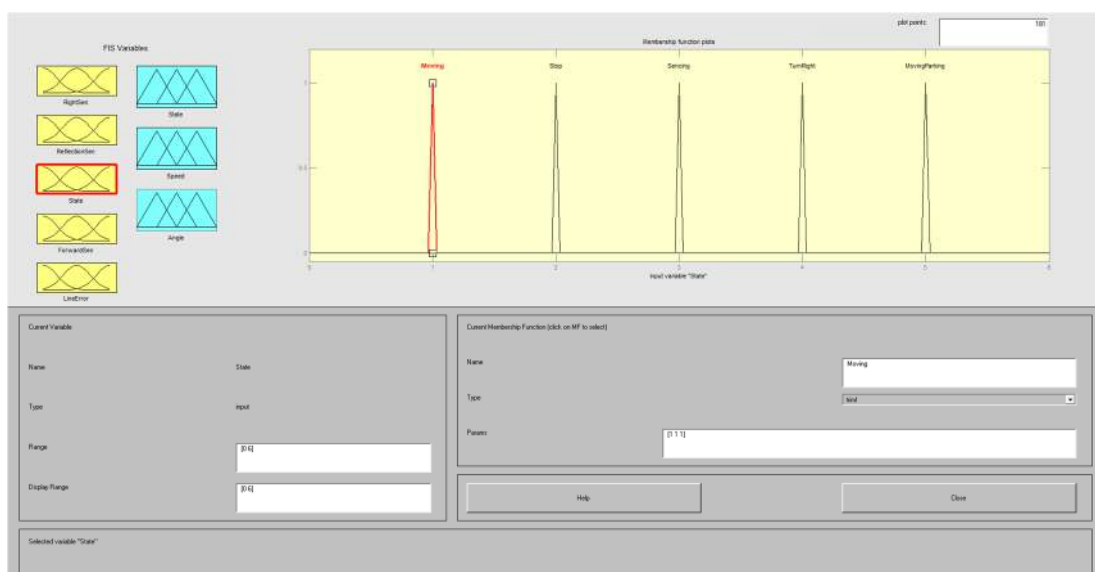 plot points:
181
FIS Variables
Membership function plots
RightSen
ReflectionSen
State
ForwardSen
LineError
State
Speed
Angle
Moving
Stop
Sencing
TurnRight
MovingParking
1
0.5
0
0 1 2 3 4 5 6
input variable "State"
Current Variable
Name State
Type input
Range [0 6]
Display Range [0 6]
Current Membership Function (click on MF to select)
Name Moving
Type trimf
Params [1 1 1]
Help
Close
Selected variable "State"